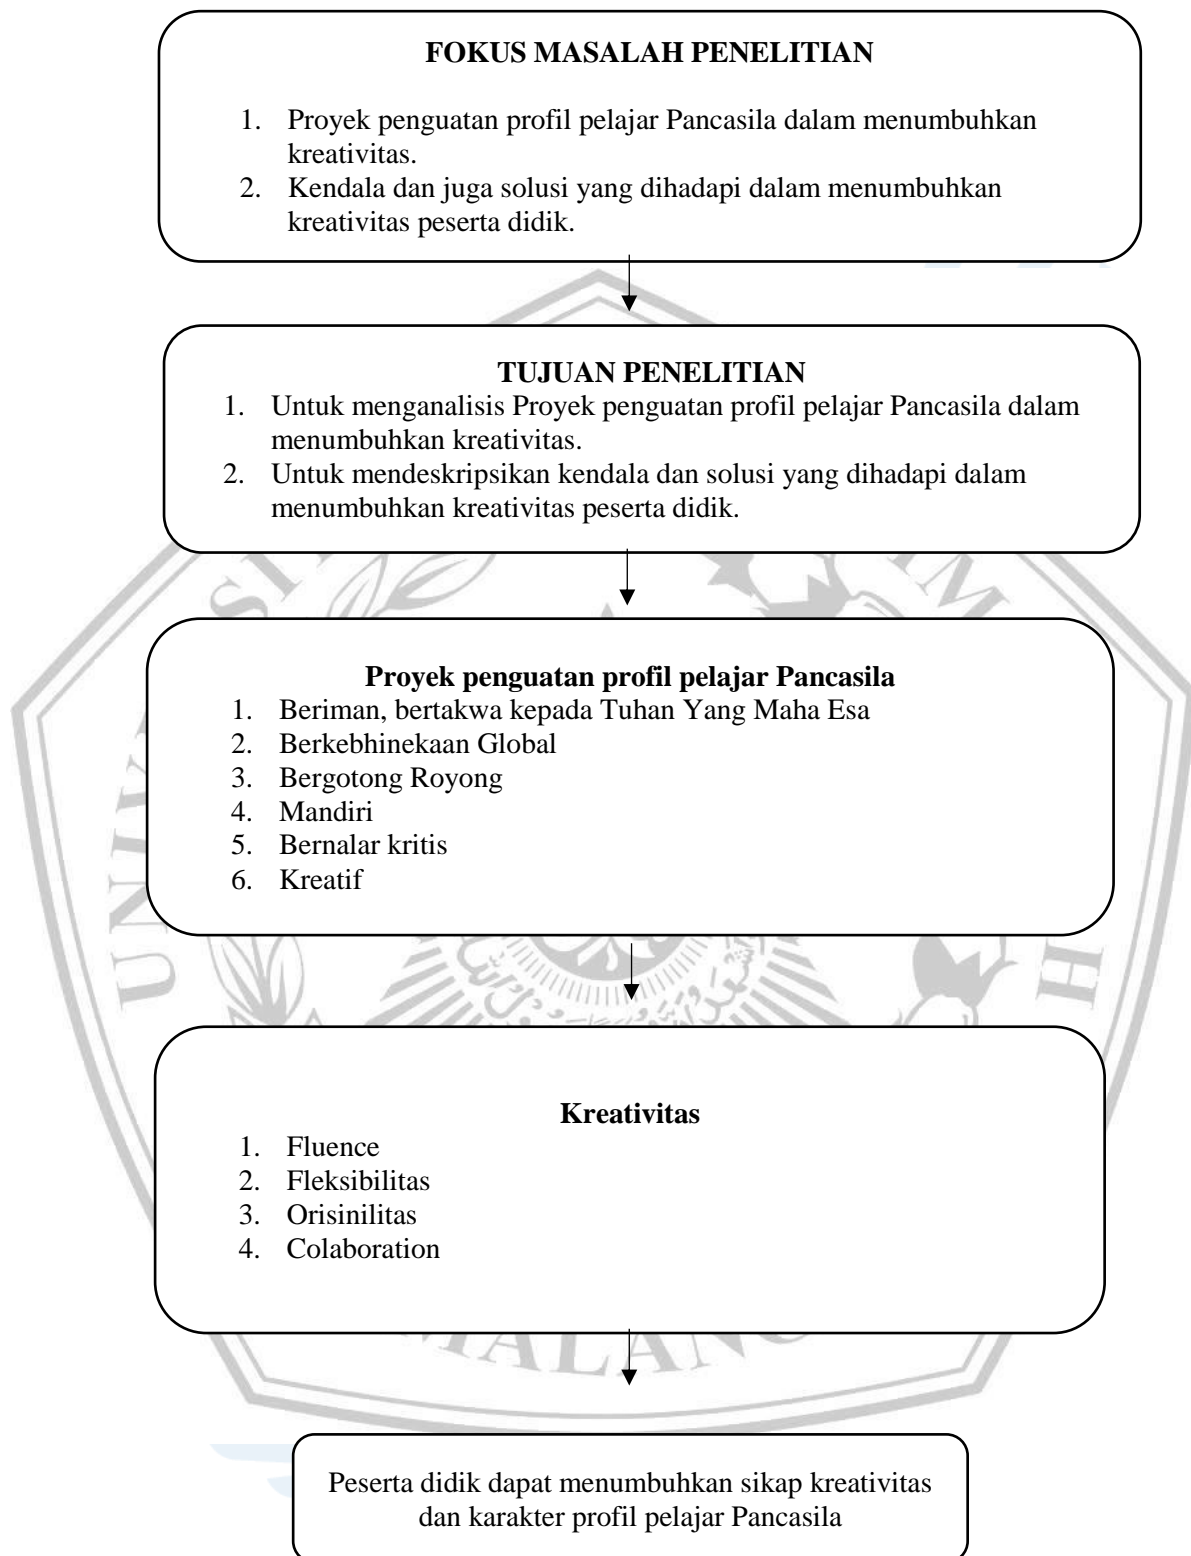 FOKUS MASALAH PENELITIAN
1. Proyek penguatan profil pelajar Pancasila dalam menumbuhkan
kreativitas.
2. Kendala dan juga solusi yang dihadapi dalam menumbuhkan
kreativitas peserta didik.
TUJUAN PENELITIAN
1. Untuk menganalisis Proyek penguatan profil pelajar Pancasila dalam
menumbuhkan kreativitas.
2. Untuk mendeskripsikan kendala dan solusi yang dihadapi dalam
menumbuhkan kreativitas peserta didik.
Proyek penguatan profil pelajar Pancasila
1. Beriman, bertakwa kepada Tuhan Yang Maha Esa
2. Berkebhinekaan Global
3. Bergotong Royong
4. Mandiri
5. Bernalar kritis
6. Kreatif
Kreativitas
1. Fluence
2. Fleksibilitas
3. Orisinilitas
4. Colaboration
MALANG
Peserta didik dapat menumbuhkan sikap kreativitas
dan karakter profil pelajar Pancasila